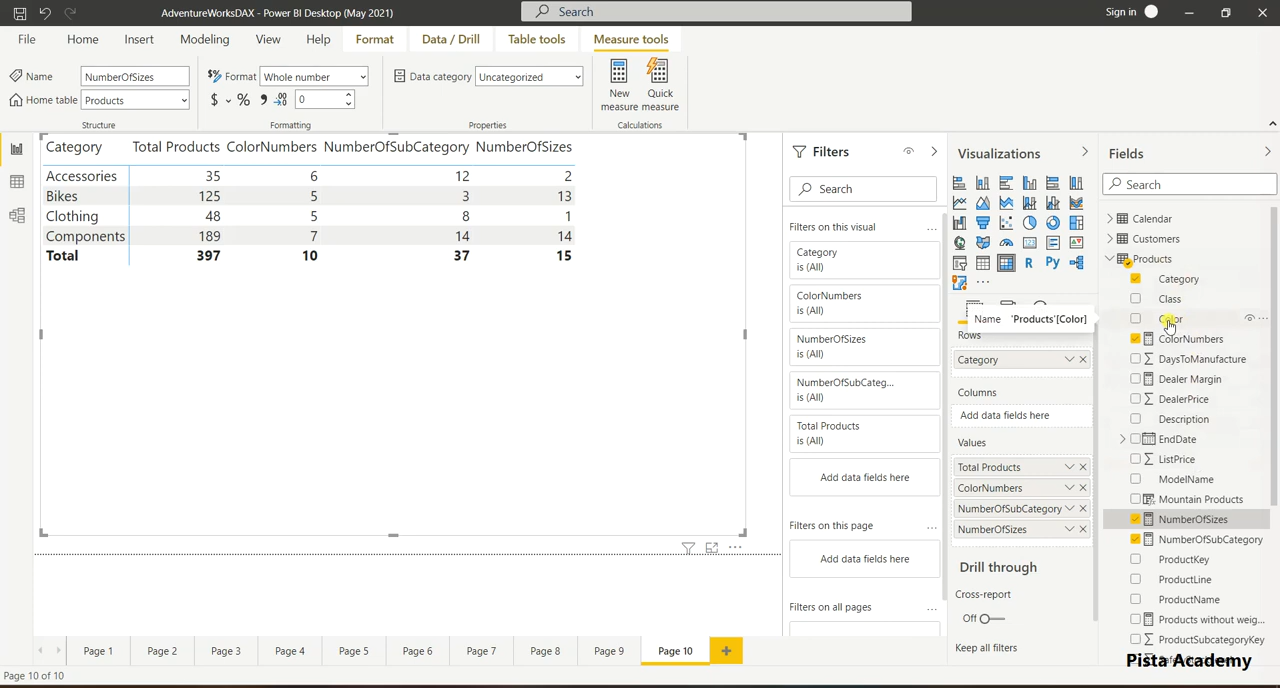 AdventureWorksDAX - Power BI Desktop (May 2021)
Search
Sign in
File
Home
Insert
Modeling
View
Help
Format
Data / Drill
Table tools
Measure tools
Name
NumberOfSizes
Home table
Products
Structure
$% Format
Whole number
$ % 9 .00
0
Formatting
Data category
Uncategorized
Properties
New measure
Quick measure
Calculations
Category Total Products ColorNumbers NumberOfSubCategory NumberOfSizes
Accessories 35 6 12 2
Bikes 125 5 3 13
Clothing 48 5 8 1
Components 189 7 14 14
Total 397 10 37 15
Filters
Search
Filters on this visual
Category
is (All)
ColorNumbers
is (All)
NumberOfSizes
is (All)
NumberOfSubCateg...
is (All)
Total Products
is (All)
Add data fields here
Filters on this page
Add data fields here
Filters on all pages
Visualizations
R Py
Name 'Products'[Color]
Rows
Category
Columns
Add data fields here
Values
Total Products
ColorNumbers
NumberOfSubCategory
NumberOfSizes
Drill through
Cross-report
Off
Keep all filters
Fields
Search
Calendar
Customers
Products
Category
Class
Color
ColorNumbers
DaysToManufacture
Dealer Margin
DealerPrice
Description
EndDate
ListPrice
ModelName
Mountain Products
NumberOfSizes
NumberOfSubCategory
ProductKey
ProductLine
ProductName
Products without weig...
ProductSubcategoryKey
Pista Academy
Page 1
Page 2
Page 3
Page 4
Page 5
Page 6
Page 7
Page 8
Page 9
Page 10
Page 10 of 10